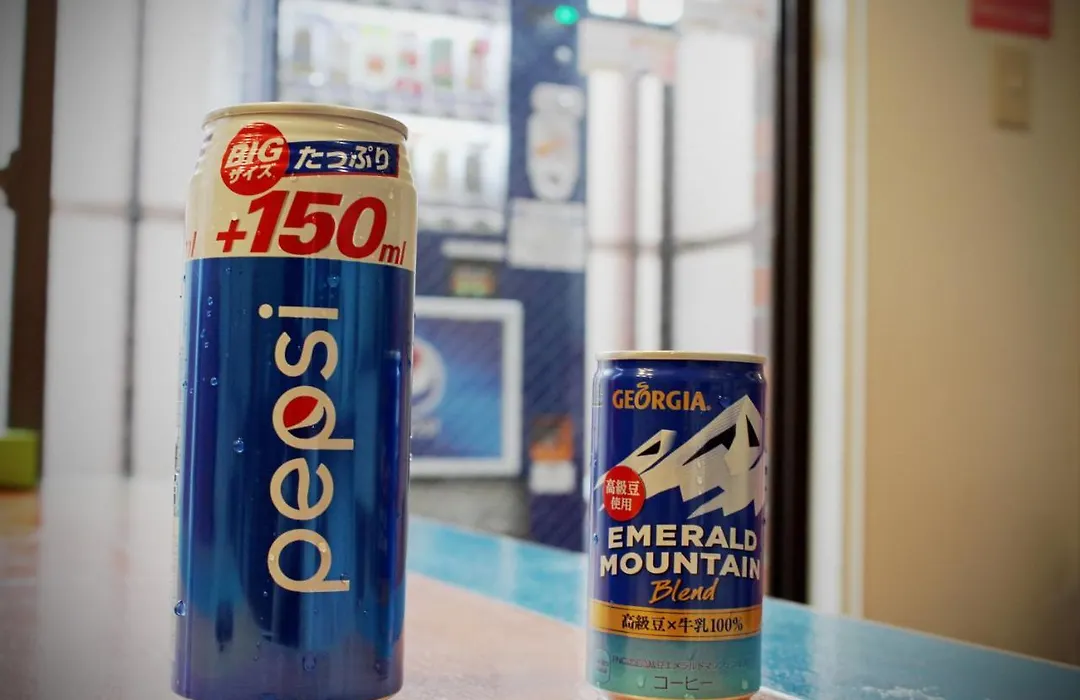 BIG
サイズ
たっぷり
+150ml
pepsi
GEORGIA
高級豆
使用
EMERALD
MOUNTAIN
Blend
高級豆×牛乳100%
コーヒー